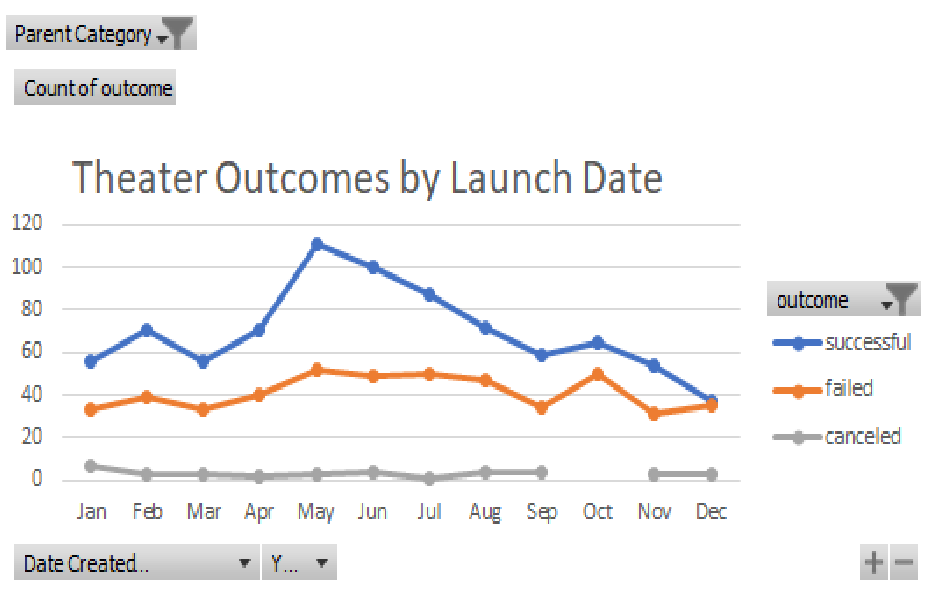 Parent Category
Count of outcome
Theater Outcomes by Launch Date
120
100
80
60
40
20
0
Jan Feb Mar Apr May Jun Jul Aug Sep Oct Nov Dec
outcome
successful
failed
canceled
Date Created... Y...